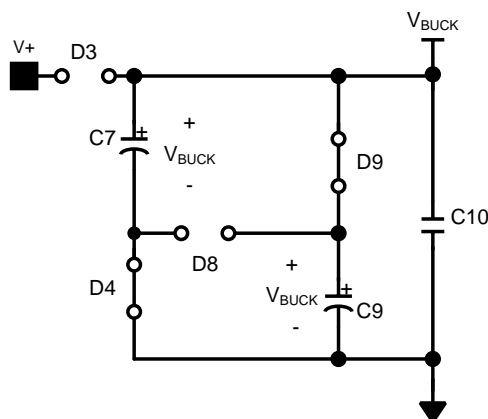 V_BUCK
V+
D3
C7
+
+
V_BUCK
-
D9
C10
D8
D4
+
V_BUCK
-
+
C9